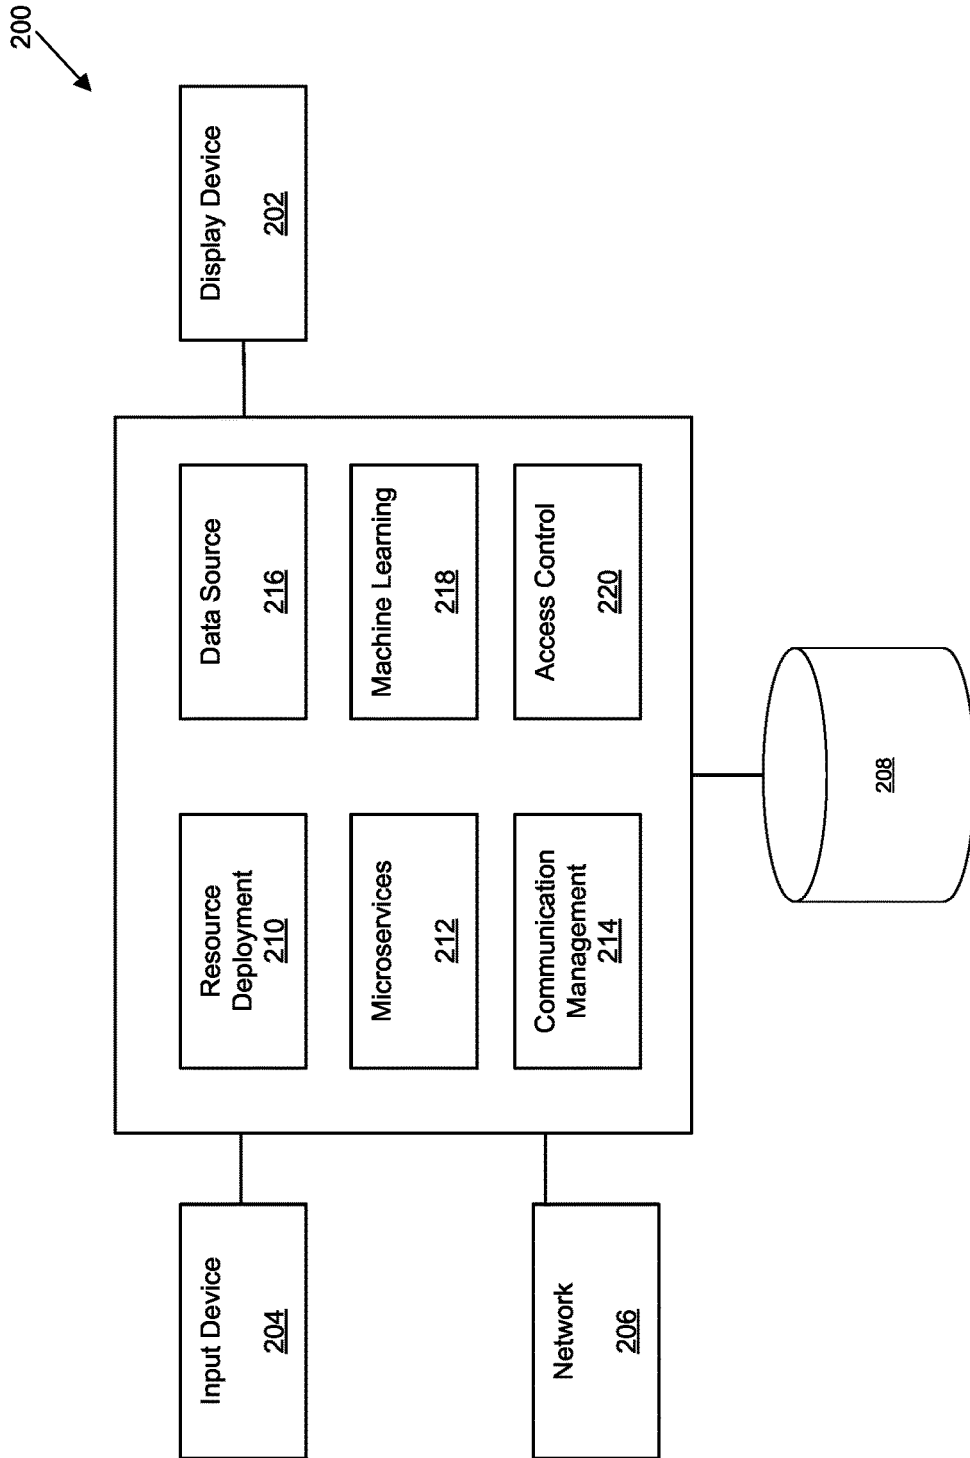 200
Input Device
204
Network
206
Resource
Deployment
210
Microservices
212
Communication
Management
214
Data Source
216
Machine Learning
218
Access Control
220
Display Device
202
208